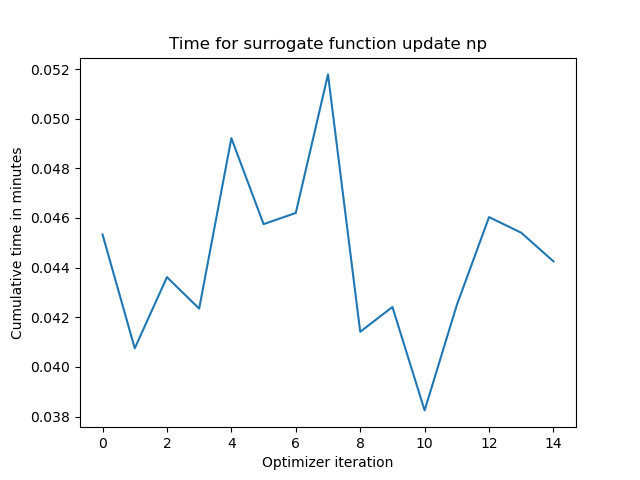 Time for surrogate function update np
Cumulative time in minutes
0.052
0.050
0.048
0.046
0.044
0.042
0.040
0.038
0 2 4 6 8 10 12 14
Optimizer iteration